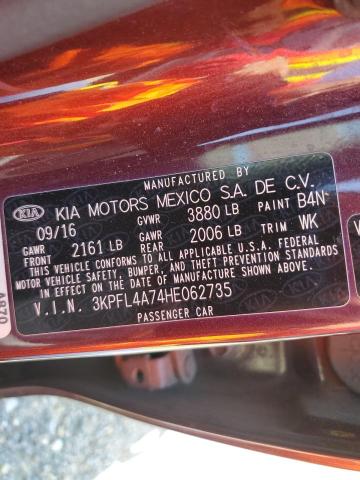 MANUFACTURED BY
KIA KIA MOTORS MEXICO S.A. DE C.V.
09/16 GVWR 3880 LB PAINT B4N
GAWR FRONT 2161 LB GAWR REAR 2006 LB TRIM WK
THIS VEHICLE CONFORMS TO ALL APPLICABLE U.S.A. FEDERAL
MOTOR VEHICLE SAFETY, BUMPER, AND THEFT PREVENTION STANDARDS
IN EFFECT ON THE DATE OF MANUFACTURE SHOWN ABOVE.
V.I.N. 3KPFL4A74HE062735
PASSENGER CAR
A870